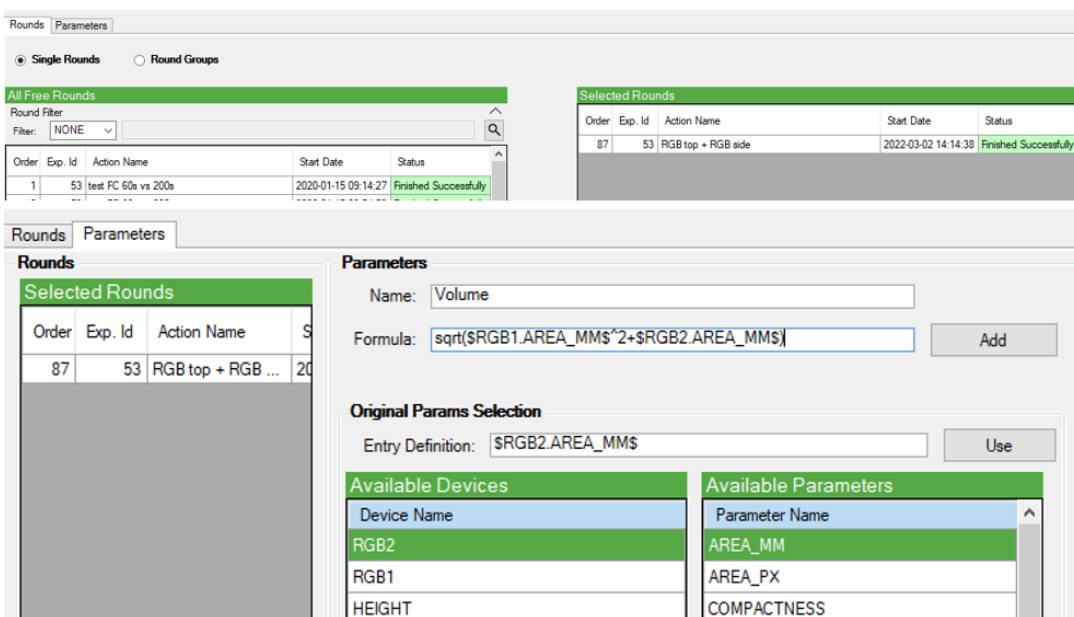 Rounds Parameters
Single Rounds Round Groups
All Free Rounds Selected Rounds
Round Filter
Filter: NONE
Order Exp. Id Action Name Start Date Status
87 53 RGB top + RGB side 2022-03-02 14:14:38 Finished Successfully
Order Exp. Id Action Name Start Date Status
1 53 test FC 60s vs 200s 2020-01-15 09:14:27 Finished Successfully
Rounds Parameters
Rounds Parameters
Selected Rounds
Name: Volume
Order Exp. Id Action Name S
Formula: sqrt($RGB1.AREA_MM$^2+$RGB2.AREA_MM$) Add
87 53 RGB top + RGB ... 20
Original Params Selection
Entry Definition: $RGB2.AREA_MM$ Use
Available Devices Available Parameters
Device Name Parameter Name
RGB2 AREA_MM
RGB1 AREA_PX
HEIGHT COMPACTNESS